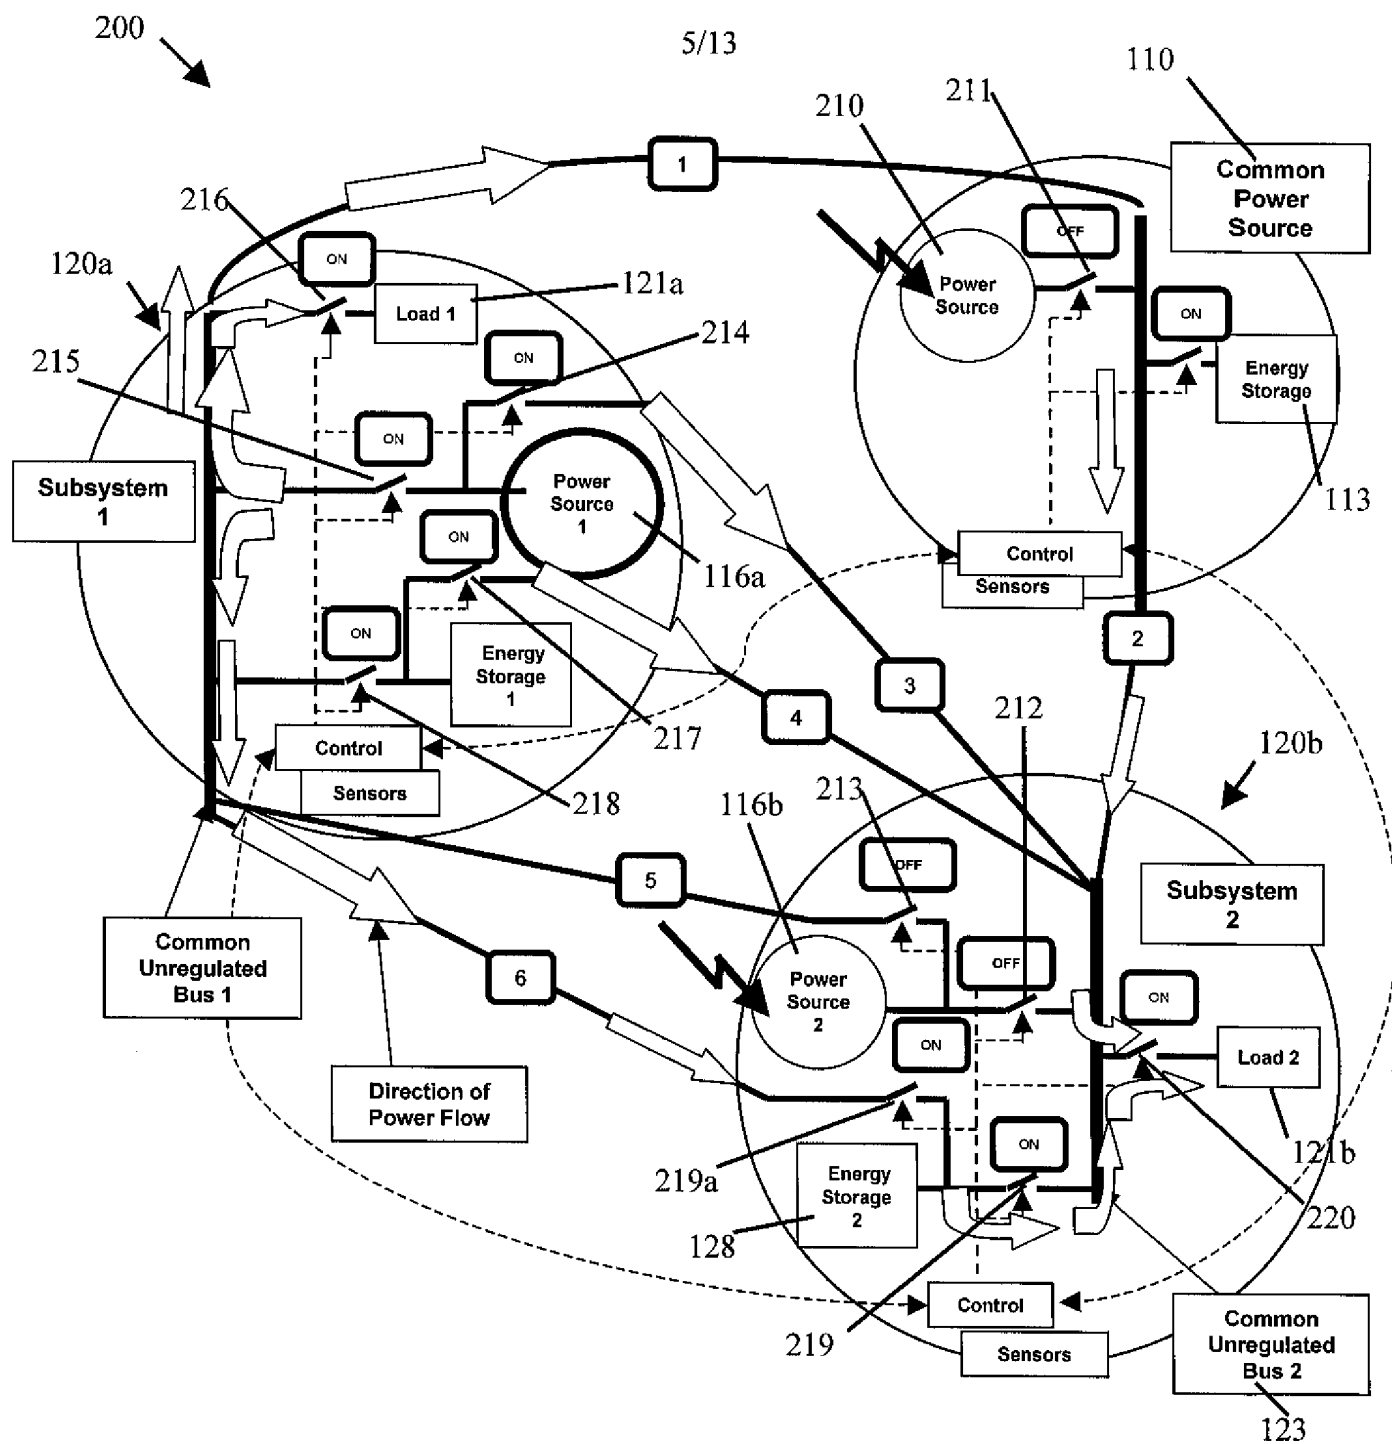 200
5/13
110
210
211
Common
Power
Source
1
216
ON
OFF
120a
Power
Source
121a
Load 1
ON
214
ON
215
Energy
Storage
ON
Subsystem
1
Power
Source
1
113
ON
116a
Control
Sensors
ON
2
Energy
Storage
1
3
212
4
217
Control
120b
213
116b
Sensors
218
OFF
5
Subsystem
2
Common
Unregulated
Bus 1
OFF
6
Power
Source
2
ON
ON
Load 2
Direction of
Power Flow
ON
121b
219a
Energy
Storage
2
220
128
Control
Common
Unregulated
Bus 2
219
Sensors
123